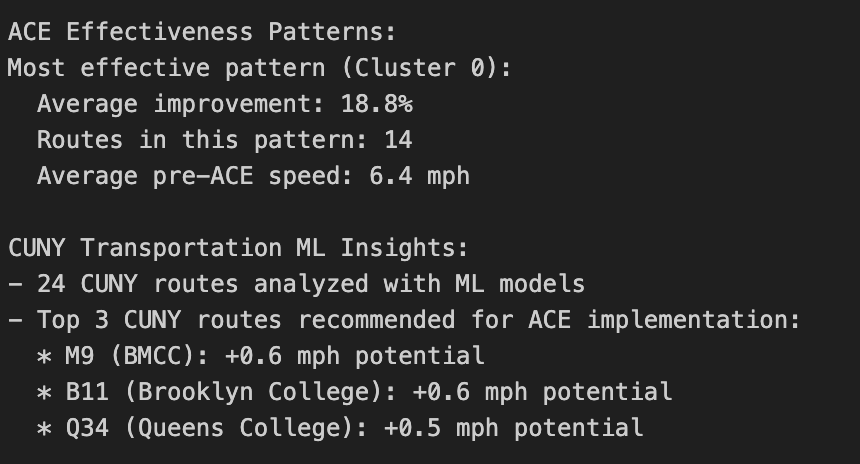 ACE Effectiveness Patterns:
Most effective pattern (Cluster 0):
  Average improvement: 18.8%
  Routes in this pattern: 14
  Average pre-ACE speed: 6.4 mph

CUNY Transportation ML Insights:
- 24 CUNY routes analyzed with ML models
- Top 3 CUNY routes recommended for ACE implementation:
  * M9 (BMCC): +0.6 mph potential
  * B11 (Brooklyn College): +0.6 mph potential
  * Q34 (Queens College): +0.5 mph potential